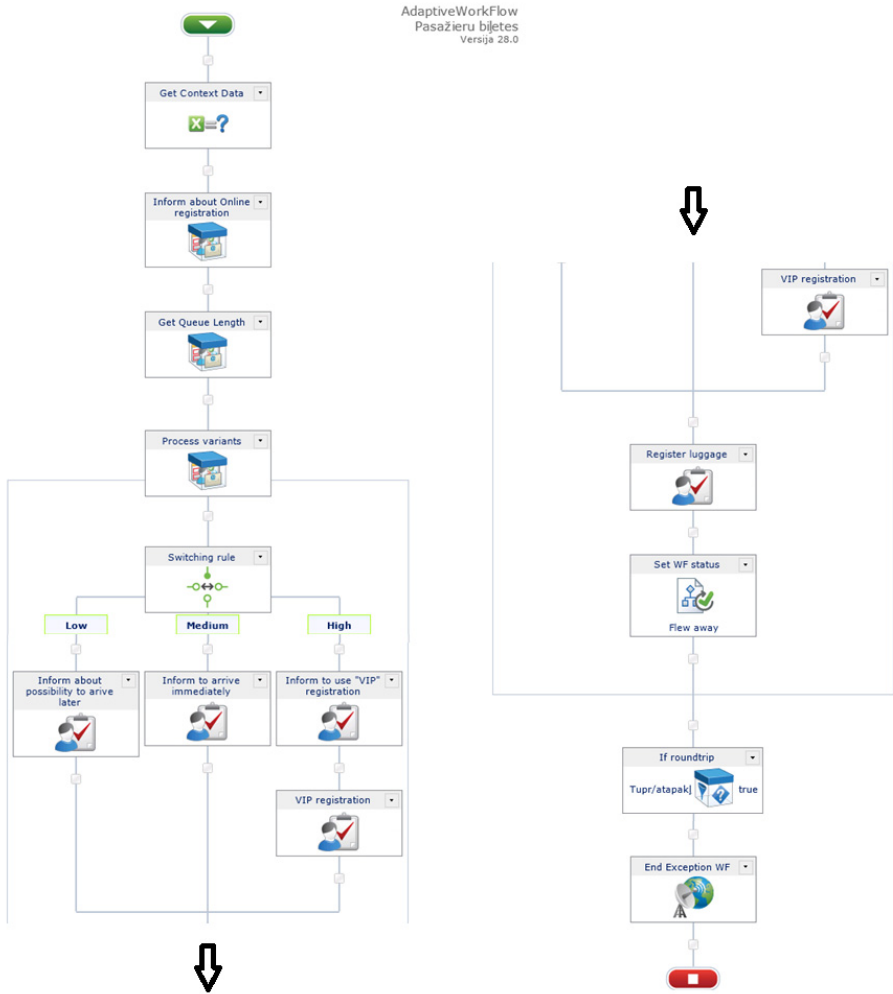 AdaptiveWorkFlow
Pasažieru biļetes
Versija 28.0
Get Context Data
Inform about Online
registration
Get Queue Length
Process variants
Switching rule
Low
Medium
High
Inform about
possibility to arive
later
Inform to arrive
immediately
Inform to use "VIP"
registration
VIP registration
VIP registration
Register luggage
Set WF status
Flew away
If roundtrip
Tupr/atapakļ
true
End Exception WF